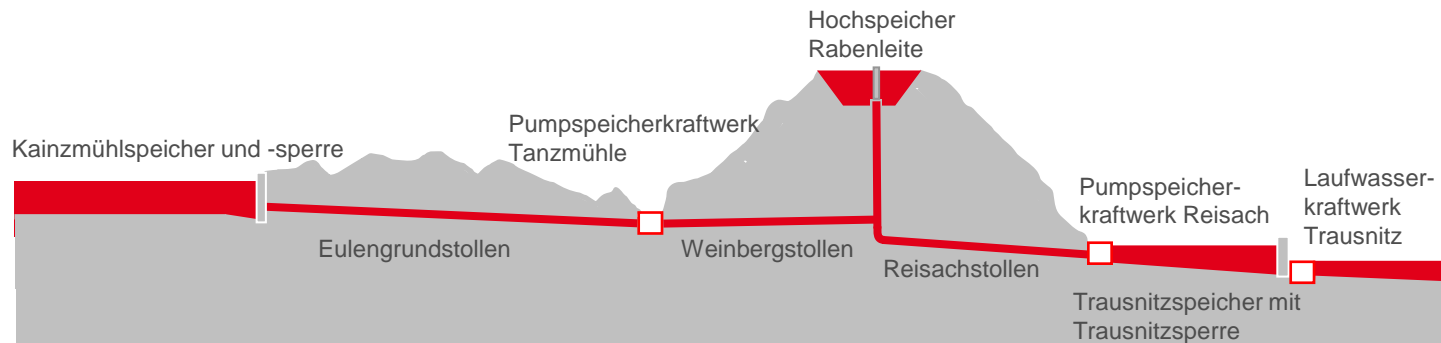 Hochspeicher
Rabenleite
Pumpspeicherkraftwerk
Tanzmühle
Kainzmühlspeicher und -sperre
Pumpspeicher-
kraftwerk Reisach
Laufwasser-
kraftwerk
Trausnitz
Eulengrundstollen
Weinbergstollen
Reisachstollen
Trausnitzspeicher mit
Trausnitzsperre